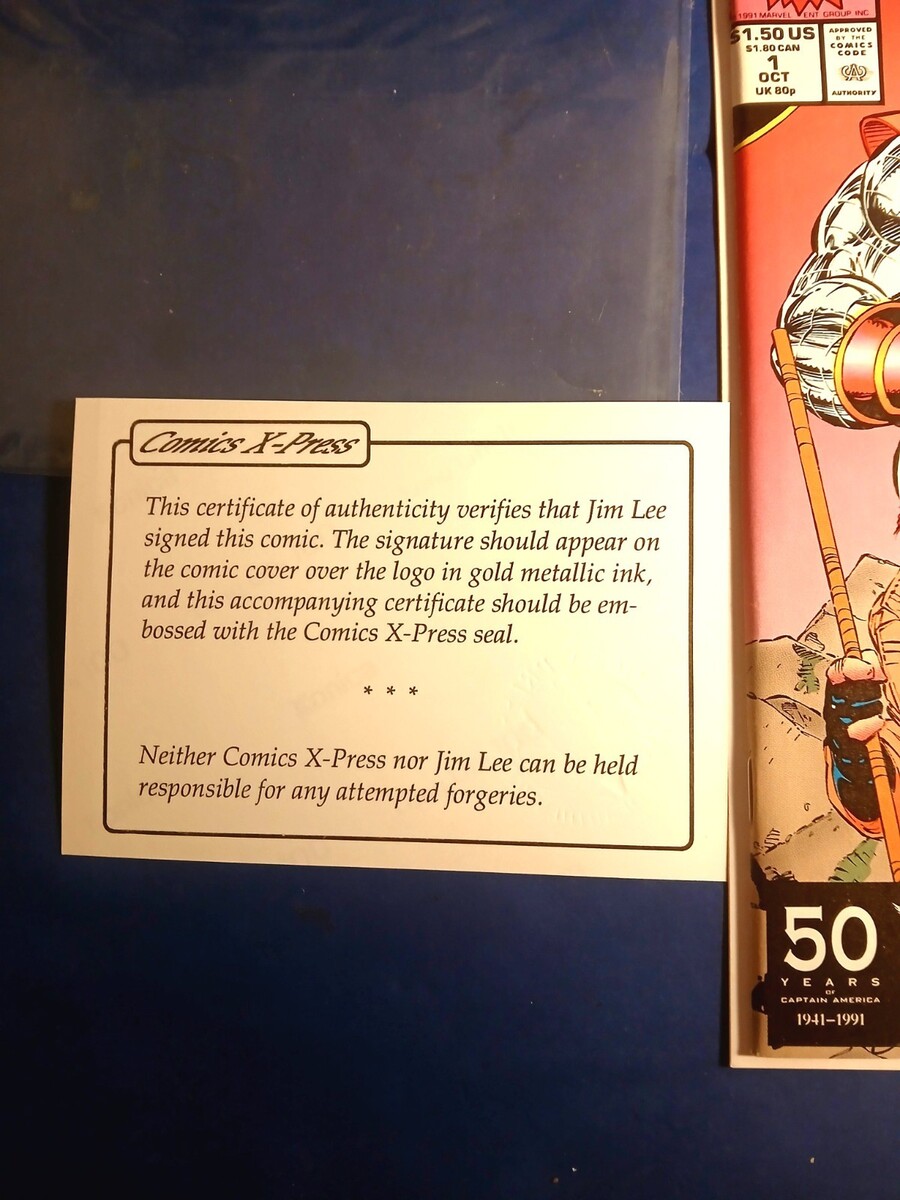 1991 MARVEL ENT GROUP INC.
$1.50 US
$1.80 CAN
1
OCT
UK 80p
APPROVED
BY THE
COMICS
CODE
AUTHORITY
Comics X-Press
This certificate of authenticity verifies that Jim Lee
signed this comic. The signature should appear on
the comic cover over the logo in gold metallic ink,
and this accompanying certificate should be em-
bossed with the Comics X-Press seal.
* * *
Neither Comics X-Press nor Jim Lee can be held
responsible for any attempted forgeries.
50
YEARS
OF
CAPTAIN AMERICA
1941–1991